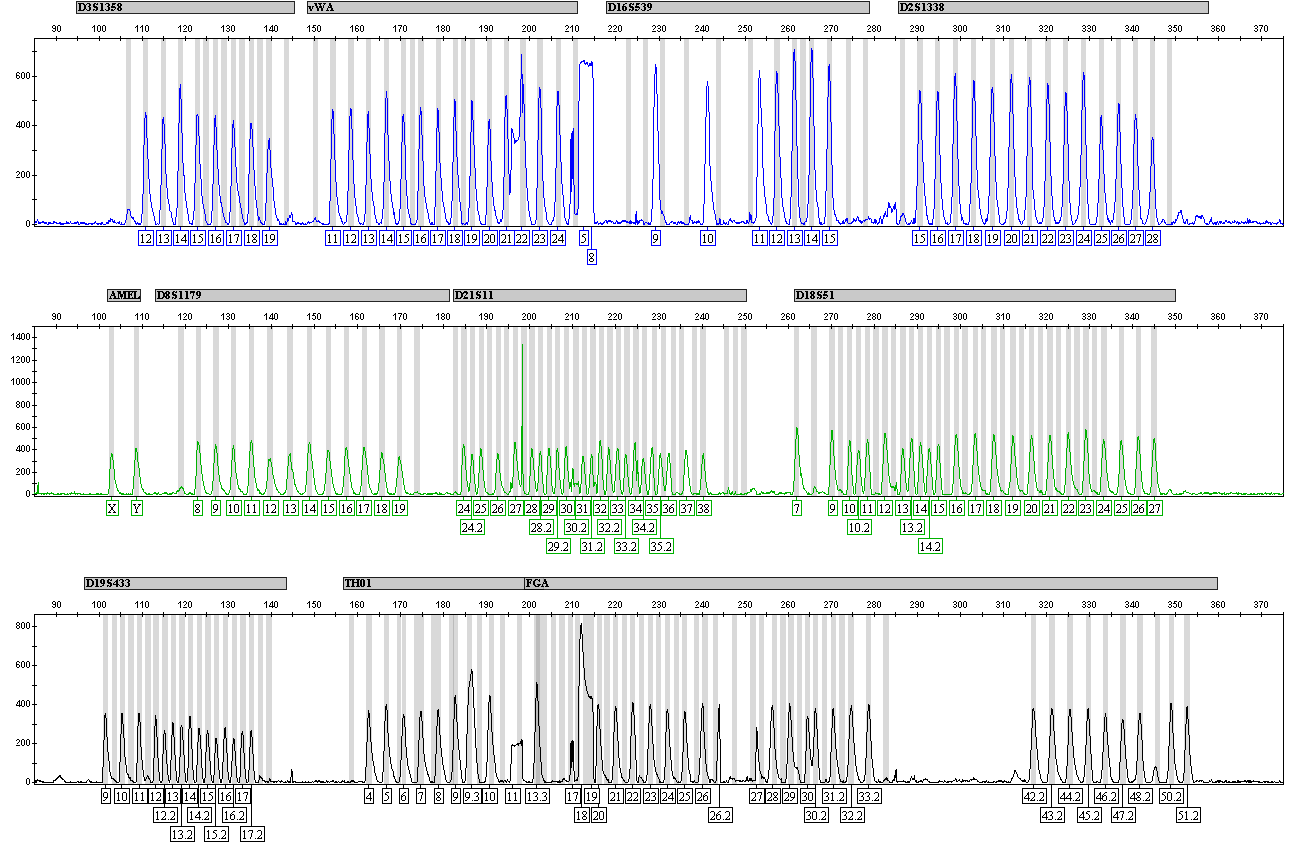 D3S1358 vWA D16S539 D2S1338
90 100 110 120 130 140 150 160 170 180 190 200 210 220 230 240 250 260 270 280 290 300 310 320 330 340 350 360 370
600
400
200
0
12 13 14 15 16 17 18 19 11 12 13 14 15 16 17 18 19 20 21 22 23 24 5 9 10 11 12 13 14 15 15 16 17 18 19 20 21 22 23 24 25 26 27 28
8
AMEL D8S1179 D21S11 D18S51
90 100 110 120 130 140 150 160 170 180 190 200 210 220 230 240 250 260 270 280 290 300 310 320 330 340 350 360 370
1400
1200
1000
800
600
400
200
0
X Y 8 9 10 11 12 13 14 15 16 17 18 19 24 25 26 27 28 29 30 31 32 33 34 35 36 37 38 7 9 10 11 12 13 14 15 16 17 18 19 20 21 22 23 24 25 26 27
24.2 28.2 30.2 32.2 34.2 10.2 13.2
29.2 31.2 33.2 35.2 14.2
D19S433 TH01 FGA
90 100 110 120 130 140 150 160 170 180 190 200 210 220 230 240 250 260 270 280 290 300 310 320 330 340 350 360 370
800
600
400
200
0
9 10 11 12 13 14 15 16 17 4 5 6 7 8 9 9.3 10 11 13.3 17 19 21 22 23 24 25 26 27 28 29 30 31.2 33.2 42.2 44.2 46.2 48.2 50.2
12.2 14.2 16.2 18 20 26.2 30.2 32.2 43.2 45.2 47.2 51.2
13.2 15.2 17.2